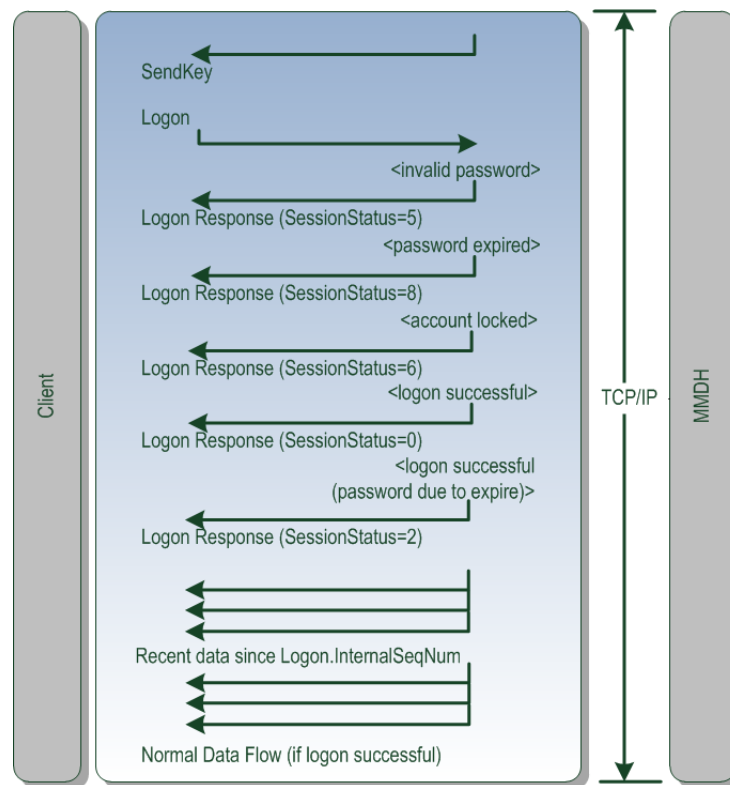 SendKey
Logon
<invalid password>
Logon Response (SessionStatus=5)
<password expired>
Logon Response (SessionStatus=8)
<account locked>
Logon Response (SessionStatus=6)
<logon successful>
Logon Response (SessionStatus=0)
<logon successful
(password due to expire)>
Logon Response (SessionStatus=2)
Recent data since Logon.InternalSeqNum
Normal Data Flow (if logon successful)
Client
TCP/IP
MMDH